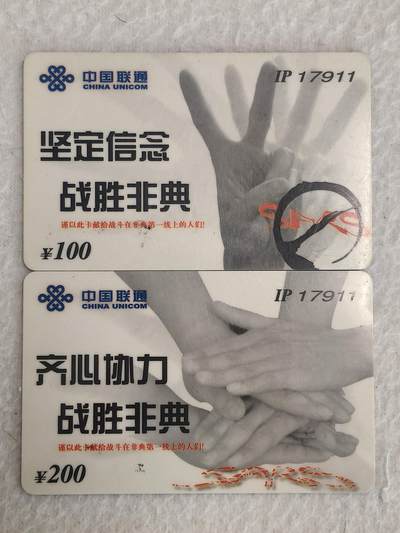 中国联通
CHINA UNICOM
IP 17911
坚定信念
战胜非典
谨以此卡献给战斗在非典第一线上的人们!
¥100
中国联通
CHINA UNICOM
IP 17911
齐心协力
战胜非典
谨以此卡献给战斗在非典第一线上的人们!
¥200